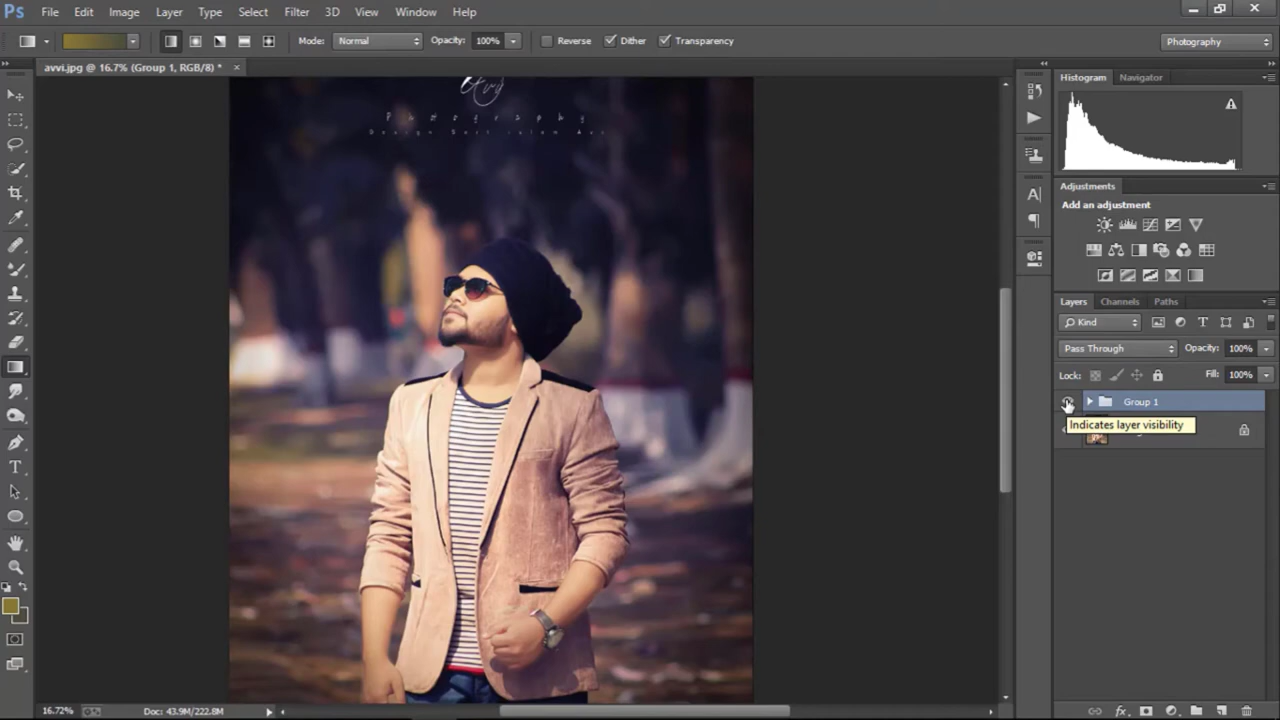 Ps File Edit Image Layer Type Select Filter 3D View Window Help
Mode: Normal Opacity: 100% Reverse Dither Transparency Photography
avvi.jpg @ 16.7% (Group 1, RGB/8) * ×
Histogram Navigator
Photography
Adjustments
Add an adjustment
Layers Channels Paths
Kind
Pass Through Opacity: 100%
Lock: Fill: 100%
Group 1
Indicates layer visibility
16.72% Doc: 43.9M/222.8M